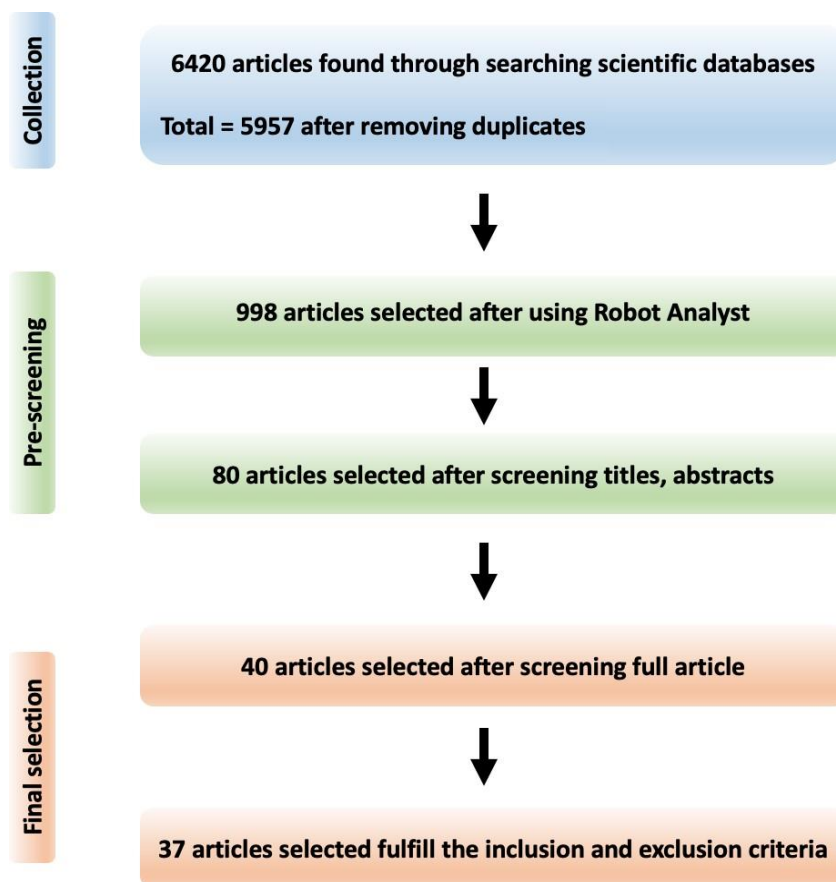 Collection
6420 articles found through searching scientific databases
Total = 5957 after removing duplicates
Pre-screening
998 articles selected after using Robot Analyst
80 articles selected after screening titles, abstracts
Final selection
40 articles selected after screening full article
37 articles selected fulfill the inclusion and exclusion criteria